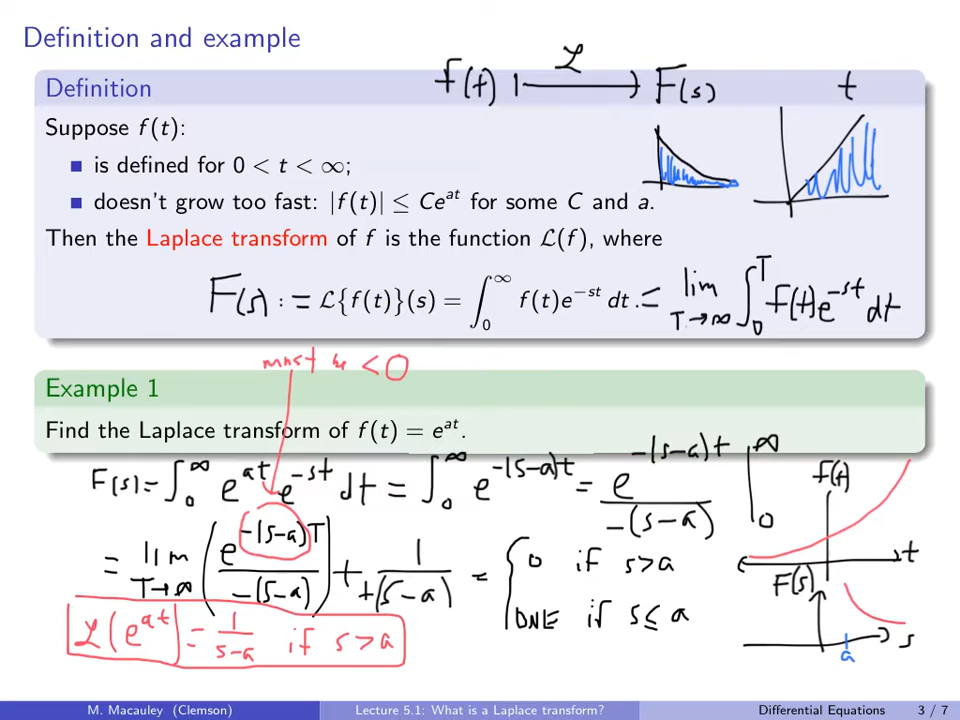 Definition and example
f(t) ↦ F(s) ℒ
t
Definition
Suppose f(t):
is defined for 0 < t < ∞;
doesn't grow too fast: |f(t)| ≤ Ce^{at} for some C and a.
Then the Laplace transform of f is the function ℒ(f), where
F(s) := ℒ{f(t)}(s) = ∫_0^∞ f(t)e^{-st} dt. = lim_{T→∞} ∫_0^T f(t)e^{-st} dt
must be < 0
Example 1
Find the Laplace transform of f(t) = e^{at}.
F(s) = ∫_0^∞ e^{at} e^{-st} dt = ∫_0^∞ e^{-(s-a)t} = e^{-(s-a)t} / -(s-a) |_0^∞
f(t)
t
= lim_{T→∞} ( e^{-(s-a)T} / -(s-a) ) + 1 / +(s-a) = { 0 if s>a
DNE if s ≤ a
F(s)
s
a
ℒ(e^{at}) = 1/(s-a) if s > a
M. Macauley (Clemson) Lecture 5.1: What is a Laplace transform? Differential Equations 3 / 7